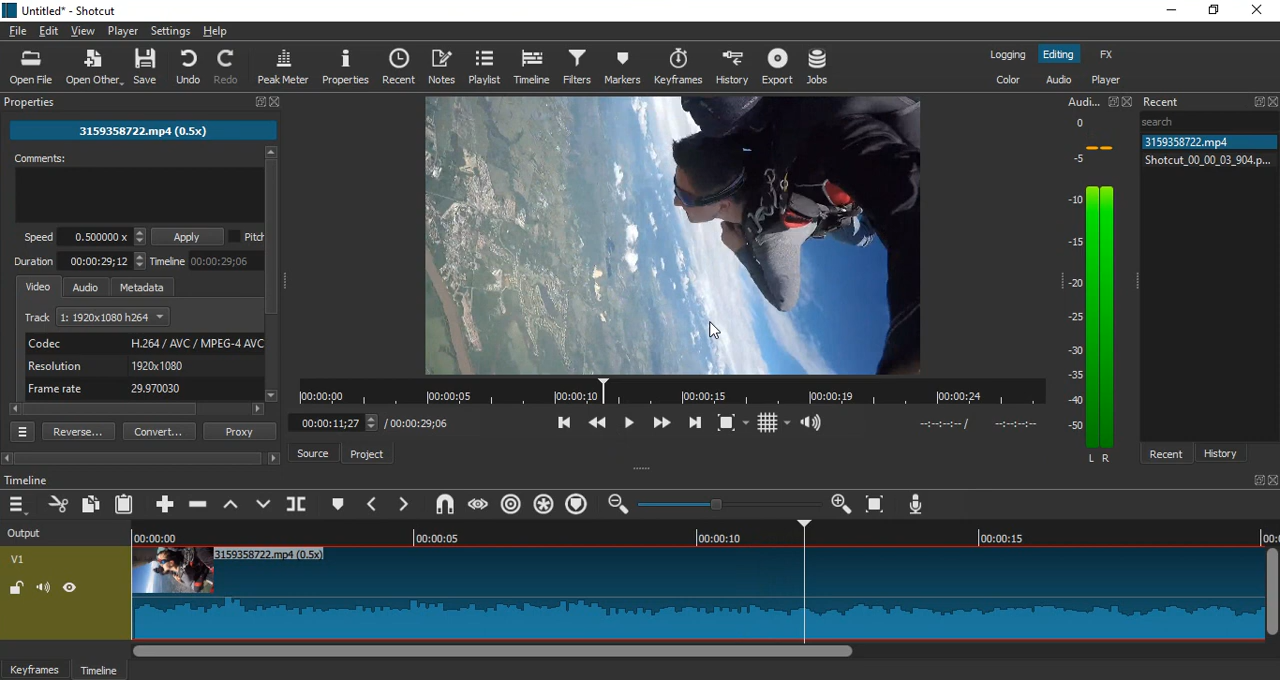 Untitled* - Shotcut
File Edit View Player Settings Help
Open File Open Other.. Save Undo Redo Peak Meter Properties Recent Notes Playlist Timeline Filters Markers Keyframes History Export Jobs
Logging Editing FX
Color Audio Player
Properties
3159358722.mp4 (0.5x)
Comments:
Speed 0.500000 x Apply Pitch
Duration 00:00:29;12 Timeline 00:00:29;06
Video Audio Metadata
Track 1: 1920x1080 h264
Codec H.264 / AVC / MPEG-4 AVC
Resolution 1920x1080
Frame rate 29.970030
Reverse... Convert... Proxy
00:00:00 00:00:05 00:00:10 00:00:15 00:00:19 00:00:24
00:00:11;27 / 00:00:29;06
--:--:--:-- / --:--:--:--
Source Project
Audi...
0
-5
-10
-15
-20
-25
-30
-35
-40
-50
L R
Recent
search
3159358722.mp4
Shotcut_00_00_03_904.p...
Recent History
Timeline
Output
00:00:00 00:00:05 00:00:10 00:00:15 00:0
V1
3159358722.mp4 (0.5x)
Keyframes Timeline